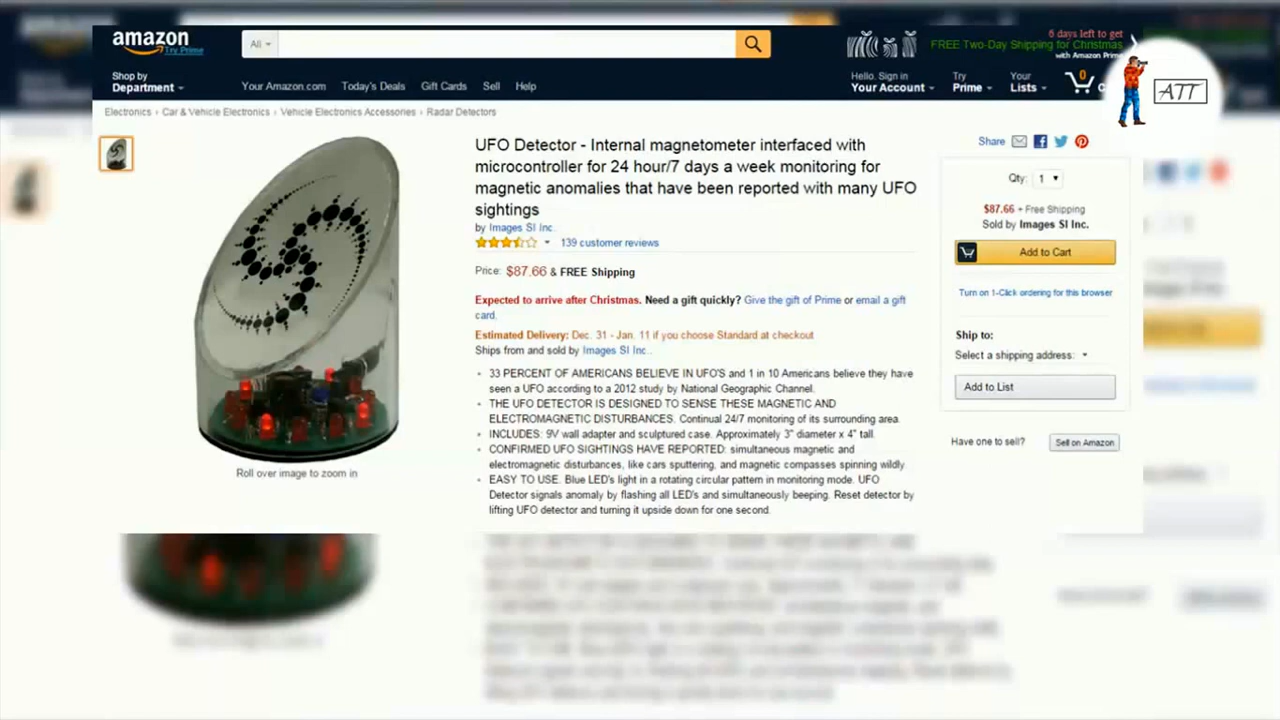 amazon
Try Prime
All
6 days left to get
FREE Two-Day Shipping for Christmas
with Amazon Prime
Shop by
Department
Your Amazon.com Today's Deals Gift Cards Sell Help
Hello. Sign in
Your Account
Try
Prime
Your
Lists
0
ATT
Electronics › Car & Vehicle Electronics › Vehicle Electronics Accessories › Radar Detectors
UFO Detector - Internal magnetometer interfaced with
microcontroller for 24 hour/7 days a week monitoring for
magnetic anomalies that have been reported with many UFO
sightings
by Images SI Inc.
139 customer reviews
Price: $87.66 & FREE Shipping
Expected to arrive after Christmas. Need a gift quickly? Give the gift of Prime or email a gift
card.
Estimated Delivery: Dec. 31 - Jan. 11 if you choose Standard at checkout
Ships from and sold by Images SI Inc..
• 33 PERCENT OF AMERICANS BELIEVE IN UFO'S and 1 in 10 Americans believe they have
seen a UFO according to a 2012 study by National Geographic Channel.
• THE UFO DETECTOR IS DESIGNED TO SENSE THESE MAGNETIC AND
ELECTROMAGNETIC DISTURBANCES. Continual 24/7 monitoring of its surrounding area.
• INCLUDES: 9V wall adapter and sculptured case. Approximately 3" diameter x 4" tall.
• CONFIRMED UFO SIGHTINGS HAVE REPORTED: simultaneous magnetic and
electromagnetic disturbances, like cars sputtering, and magnetic compasses spinning wildly.
• EASY TO USE. Blue LED's light in a rotating circular pattern in monitoring mode. UFO
Detector signals anomaly by flashing all LED's and simultaneously beeping. Reset detector by
lifting UFO detector and turning it upside down for one second.
Roll over image to zoom in
Share
Qty: 1
$87.66 + Free Shipping
Sold by Images SI Inc.
Add to Cart
Turn on 1-Click ordering for this browser
Ship to:
Select a shipping address:
Add to List
Have one to sell? Sell on Amazon